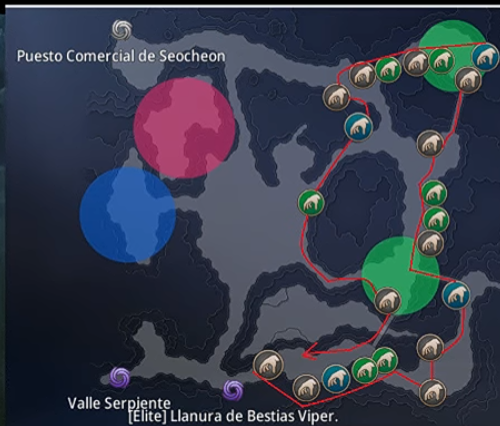 Puesto Comercial de Seocheon
Valle Serpiente
[Elite] Llanura de Bestias Viper.